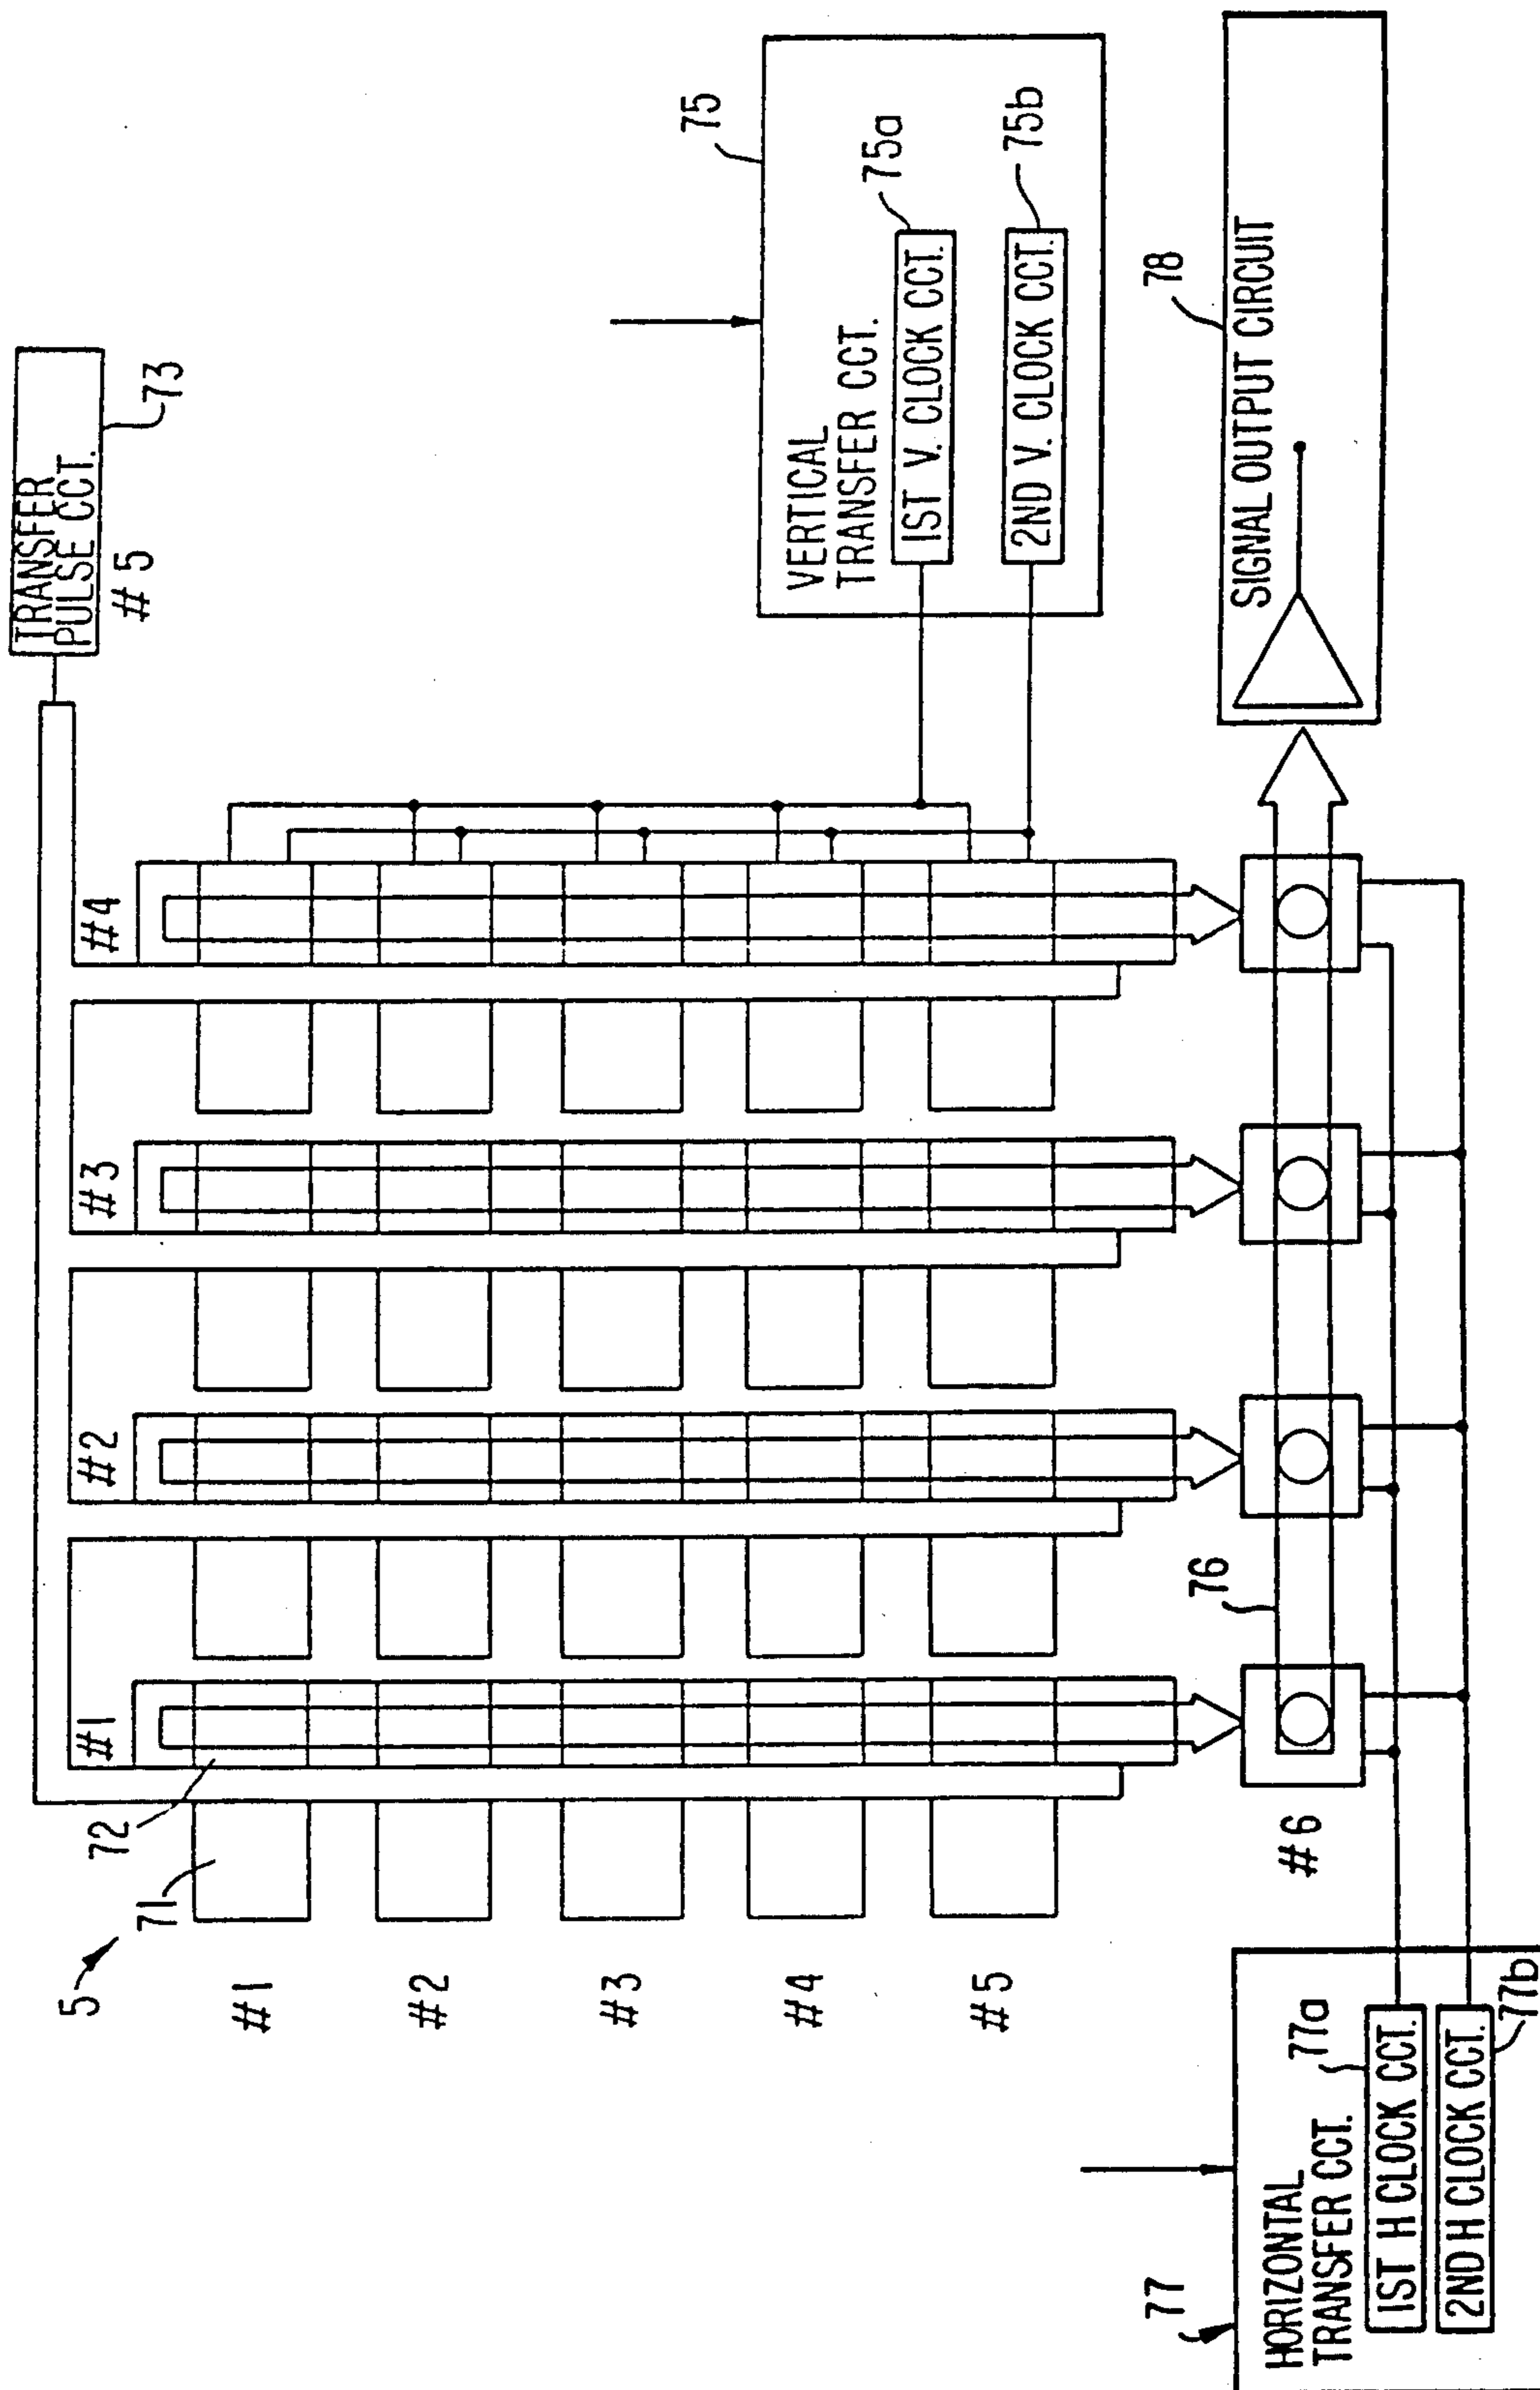 TRANSFER
PULSE CCT.
73
#5
75
VERTICAL
TRANSFER CCT.
75a
1ST V. CLOCK CCT.
75b
2ND V. CLOCK CCT.
78
SIGNAL OUTPUT CIRCUIT
5
71
72
#1
#2
#3
#4
#1
#2
#3
#4
#5
#6
76
77
HORIZONTAL
TRANSFER CCT.
77a
1ST H CLOCK CCT.
2ND H CLOCK CCT.
77b